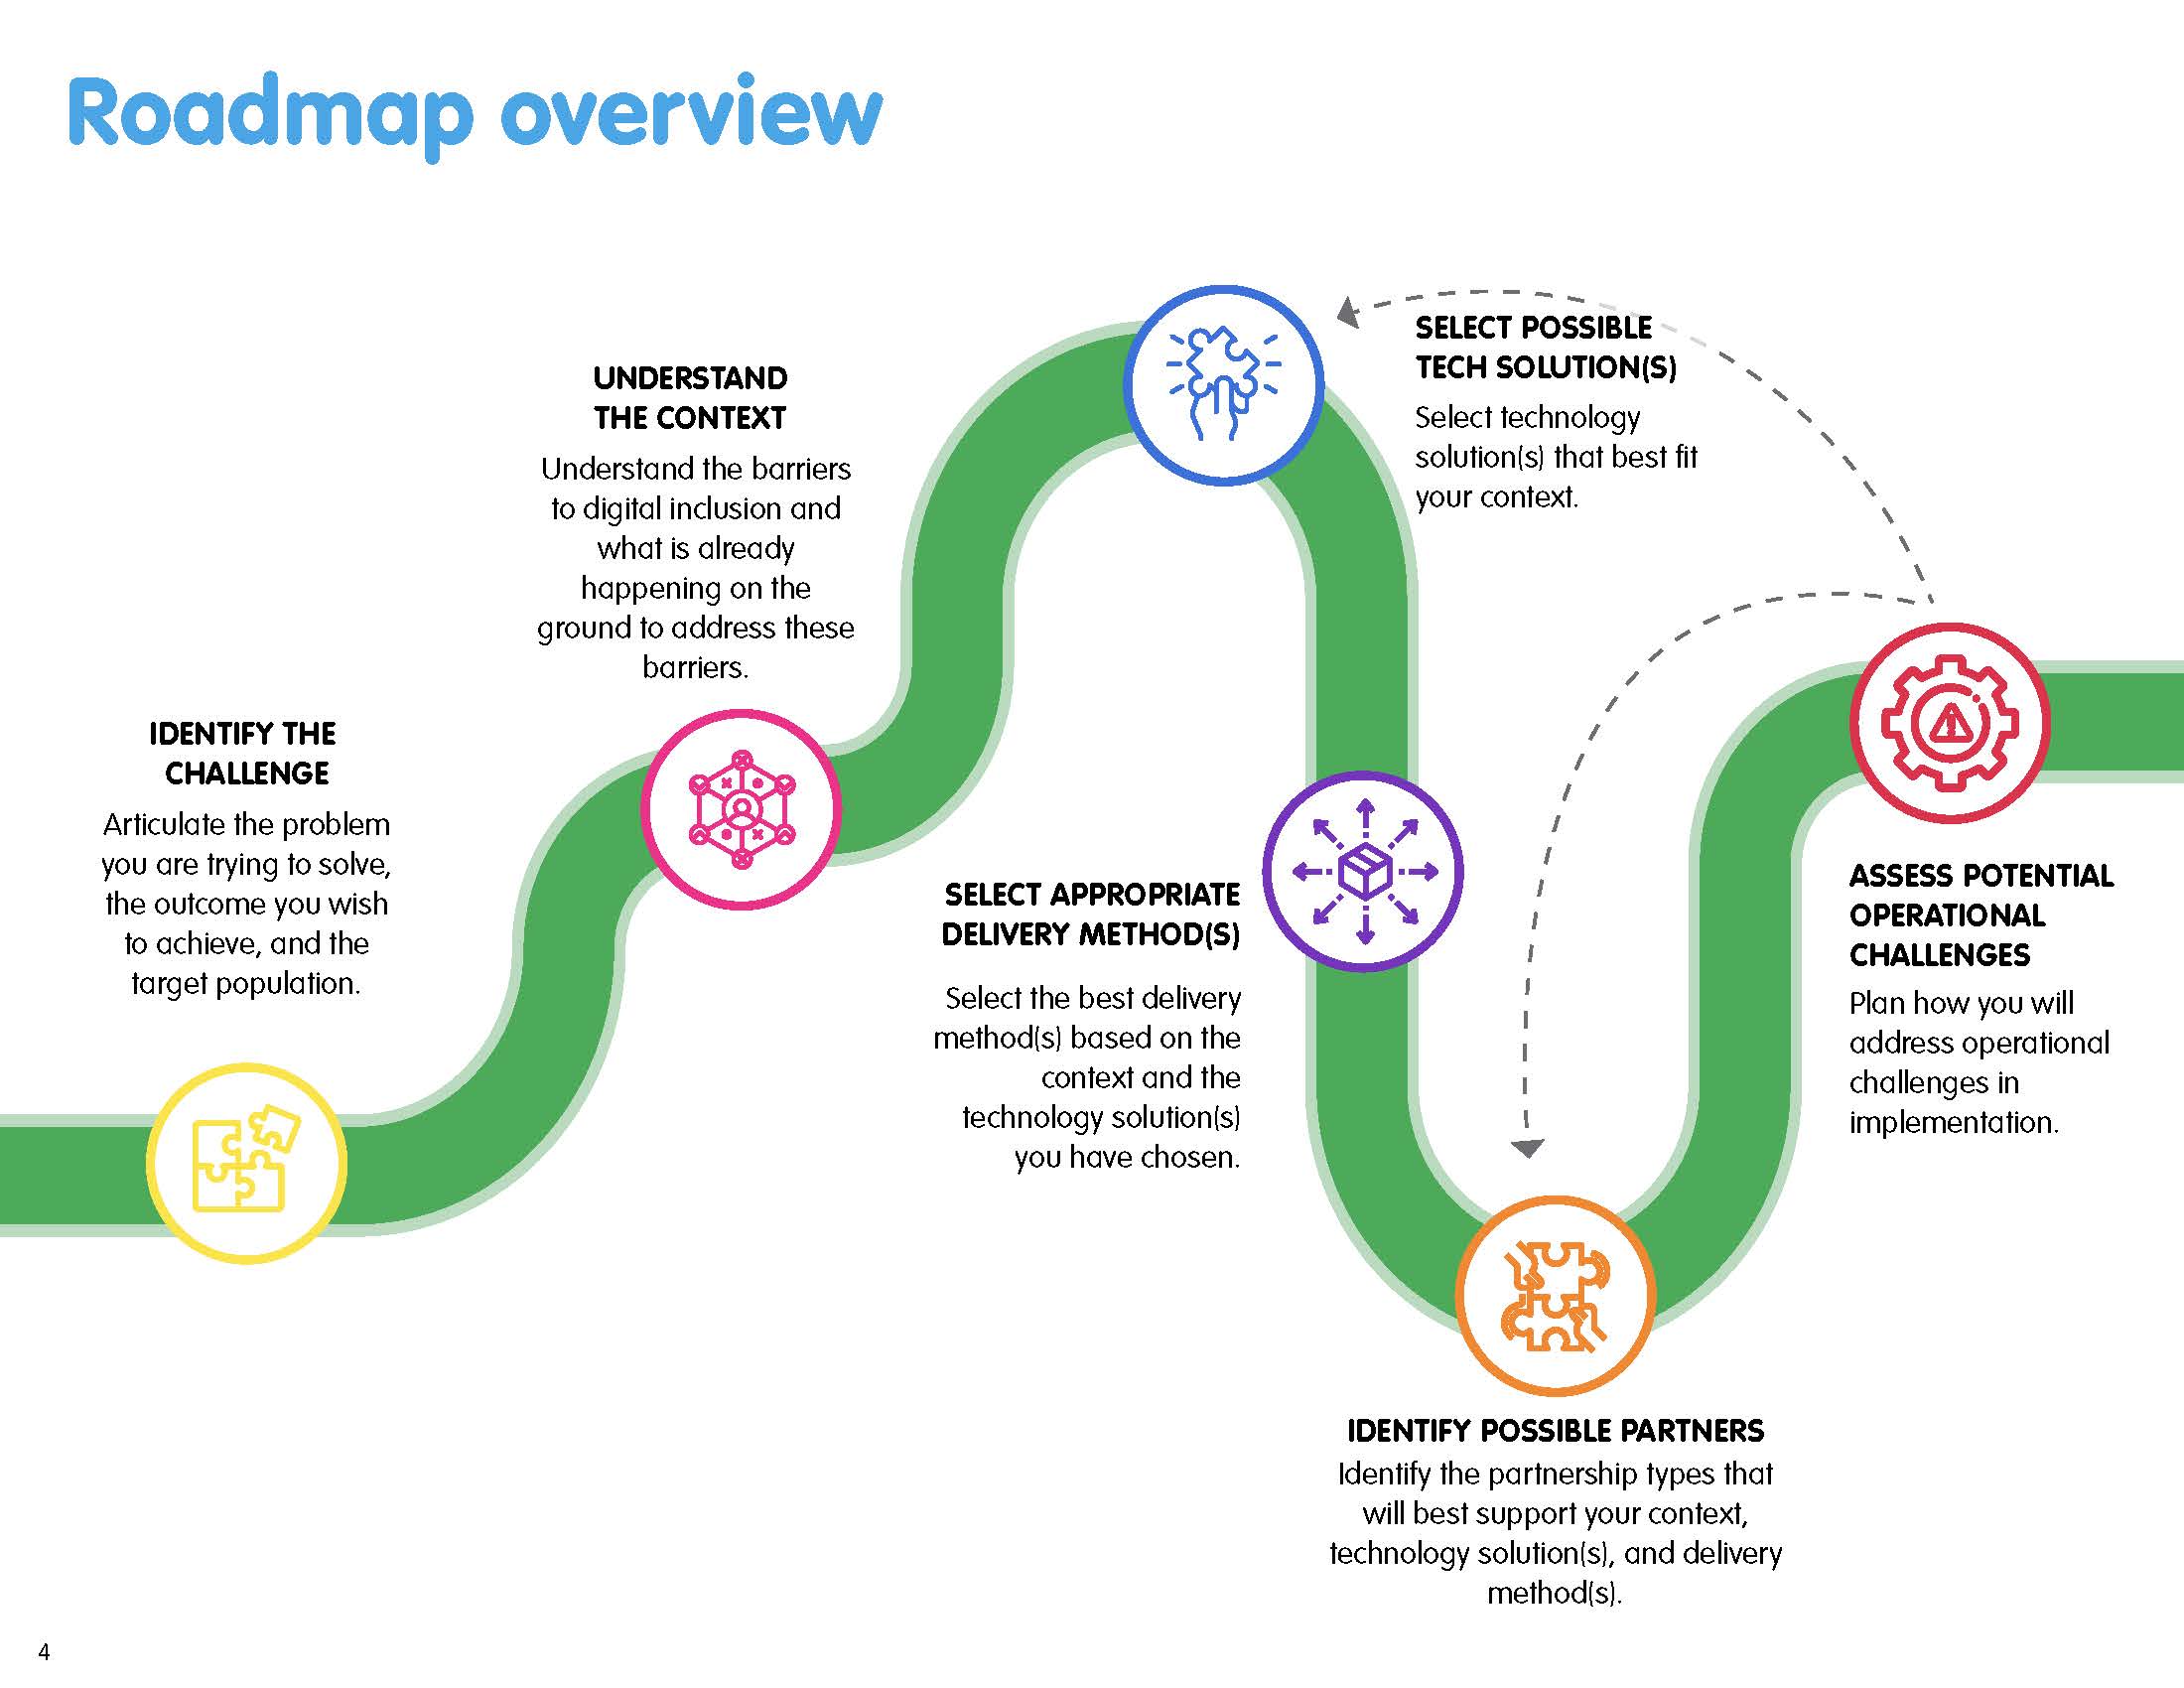 Roadmap overview
IDENTIFY THE
CHALLENGE
Articulate the problem
you are trying to solve,
the outcome you wish
to achieve, and the
target population.
UNDERSTAND
THE CONTEXT
Understand the barriers
to digital inclusion and
what is already
happening on the
ground to address these
barriers.
SELECT POSSIBLE
TECH SOLUTION(S)
Select technology
solution(s) that best fit
your context.
SELECT APPROPRIATE
DELIVERY METHOD(S)
Select the best delivery
method(s) based on the
context and the
technology solution(s)
you have chosen.
IDENTIFY POSSIBLE PARTNERS
Identify the partnership types that
will best support your context,
technology solution(s), and delivery
method(s).
ASSESS POTENTIAL
OPERATIONAL
CHALLENGES
Plan how you will
address operational
challenges in
implementation.
4